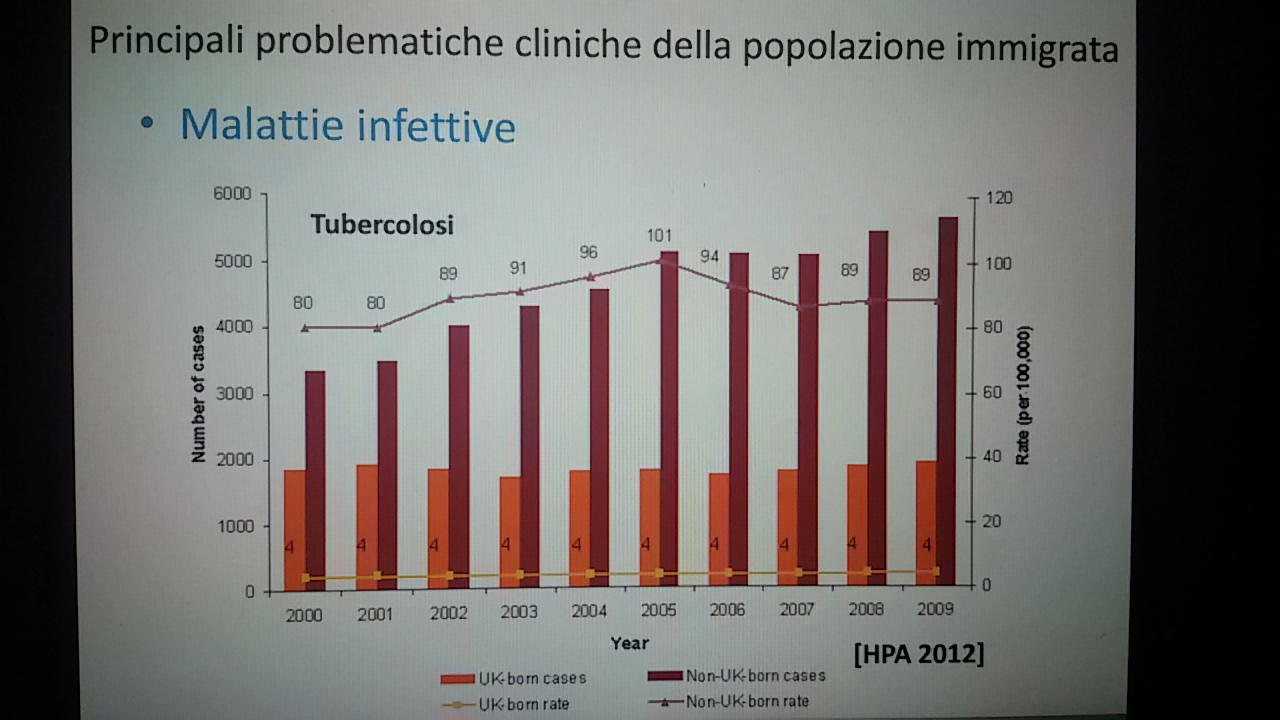 Principali problematiche cliniche della popolazione immigrata
• Malattie infettive
Tubercolosi
6000
5000
4000
3000
2000
1000
0
Number of cases
120
100
80
60
40
20
0
Rate (per 100,000)
80 80 89 91 96 101 94 87 89 89
4 4 4 4 4 4 4 4 4 4
2000 2001 2002 2003 2004 2005 2006 2007 2008 2009
Year
[HPA 2012]
UK-born cases Non-UK-born cases
UK-born rate Non-UK-born rate